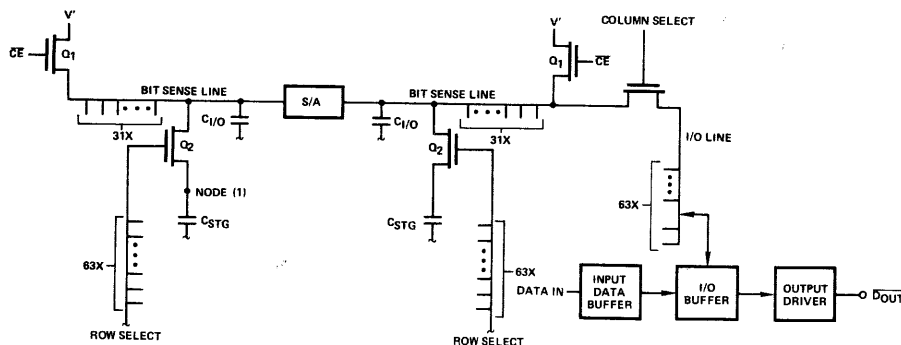 V'
CE
Q1
BIT SENSE LINE
S/A
CI/O
31X
Q2
NODE (1)
CSTG
63X
ROW SELECT
V'
Q1
CE
COLUMN SELECT
BIT SENSE LINE
CI/O
31X
Q2
CSTG
63X
ROW SELECT
I/O LINE
63X
DATA IN
INPUT
DATA
BUFFER
I/O
BUFFER
OUTPUT
DRIVER
DOUT